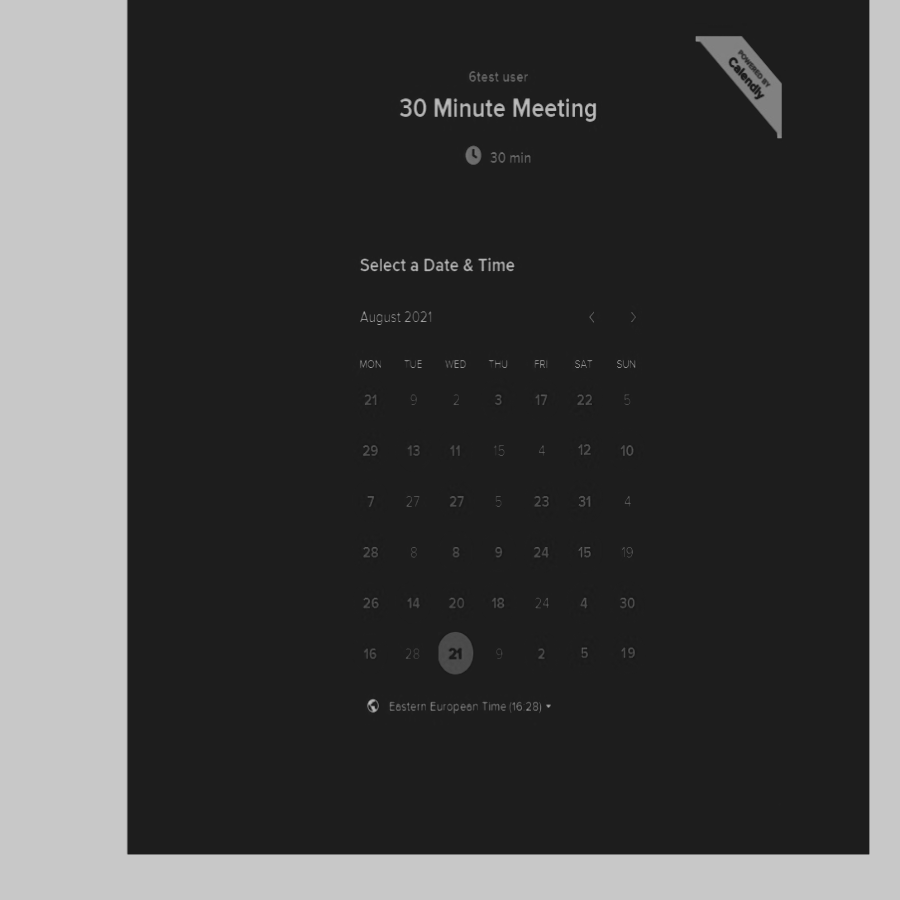 POWERED BY
Calendly
6test user
30 Minute Meeting
30 min
Select a Date & Time
August 2021
MON TUE WED THU FRI SAT SUN
21 9 2 3 17 22 5
29 13 11 15 4 12 10
7 27 27 5 23 31 4
28 8 8 9 24 15 19
26 14 20 18 24 4 30
16 28 21 9 2 5 19
Eastern European Time (16:28)